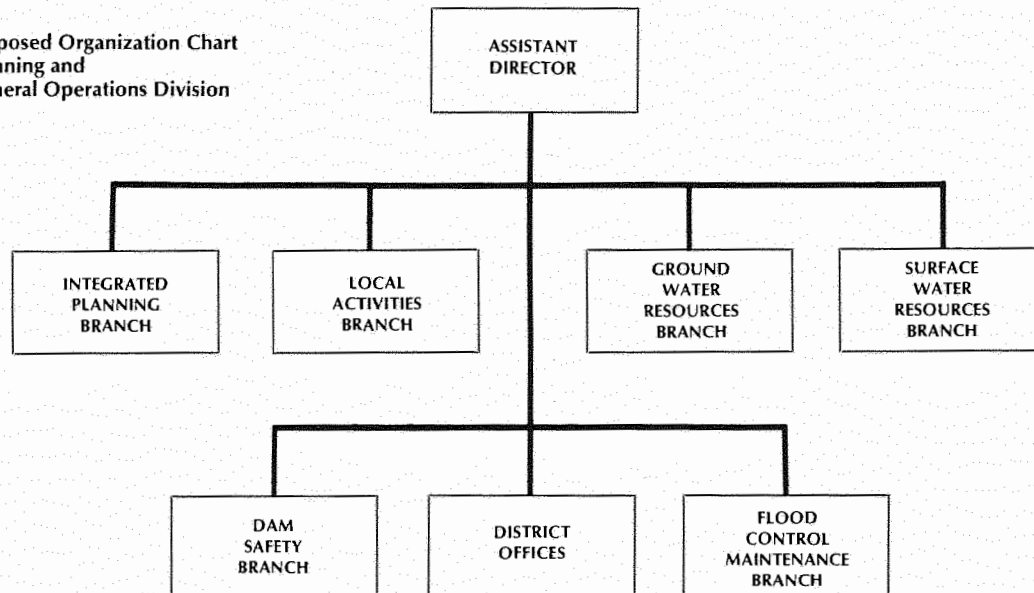 posed Organization Chart
nning and
neral Operations Division
ASSISTANT
DIRECTOR
INTEGRATED
PLANNING
BRANCH
LOCAL
ACTIVITIES
BRANCH
GROUND
WATER
RESOURCES
BRANCH
SURFACE
WATER
RESOURCES
BRANCH
DAM
SAFETY
BRANCH
DISTRICT
OFFICES
FLOOD
CONTROL
MAINTENANCE
BRANCH